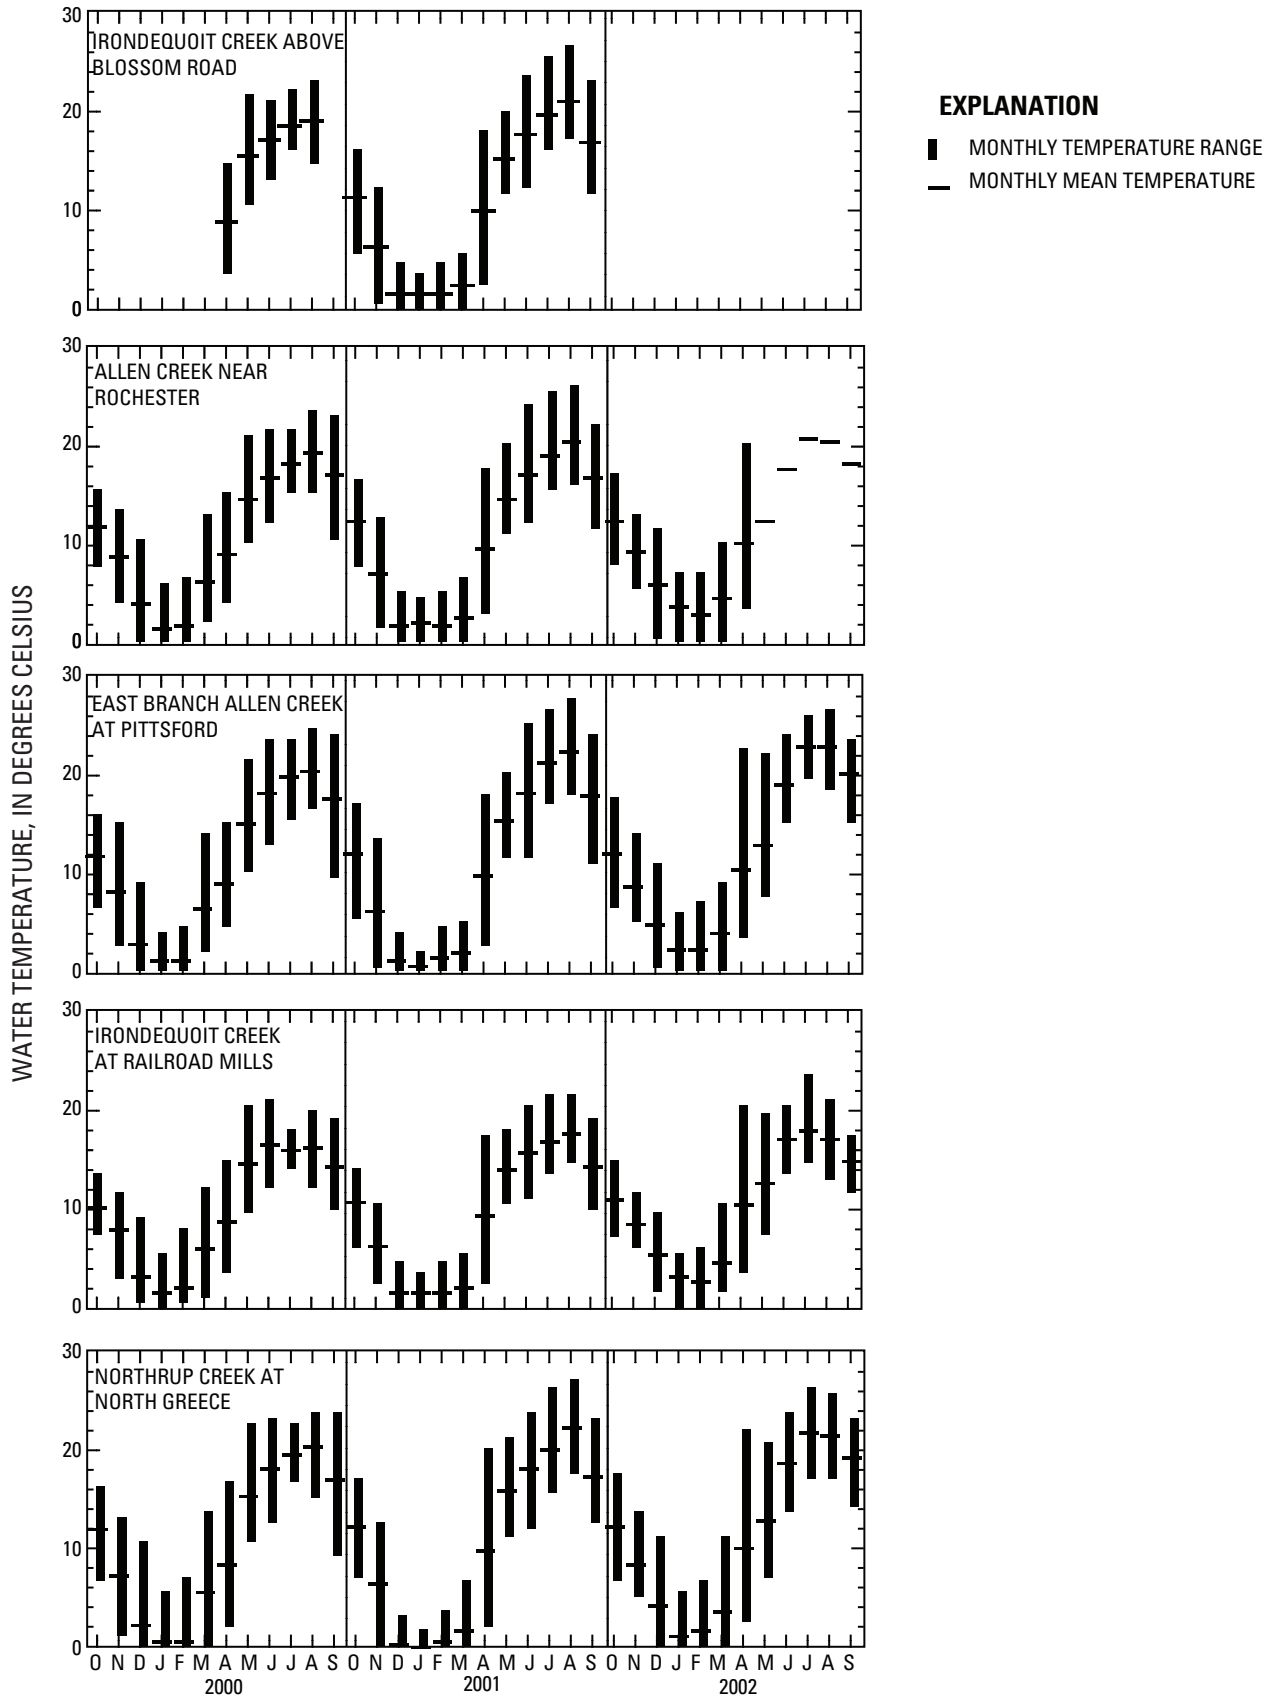 WATER TEMPERATURE, IN DEGREES CELSIUS
30
20
10
0
IRONDEQUOIT CREEK ABOVE
BLOSSOM ROAD
O N D J F M A M J J A S O N D J F M A M J J A S O N D J F M A M J J A S
EXPLANATION
MONTHLY TEMPERATURE RANGE
MONTHLY MEAN TEMPERATURE
30
20
10
0
ALLEN CREEK NEAR
ROCHESTER
O N D J F M A M J J A S O N D J F M A M J J A S O N D J F M A M J J A S
30
20
10
0
EAST BRANCH ALLEN CREEK
AT PITTSFORD
O N D J F M A M J J A S O N D J F M A M J J A S O N D J F M A M J J A S
30
20
10
0
IRONDEQUOIT CREEK
AT RAILROAD MILLS
O N D J F M A M J J A S O N D J F M A M J J A S O N D J F M A M J J A S
30
20
10
0
NORTHRUP CREEK AT
NORTH GREECE
O N D J F M A M J J A S O N D J F M A M J J A S O N D J F M A M J J A S
2000 2001 2002